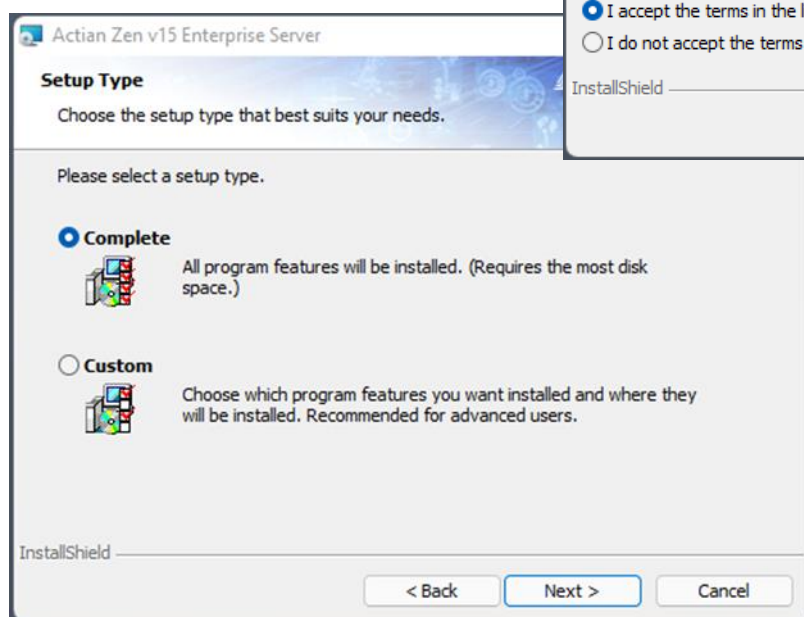 I accept the terms in the
I do not accept the terms
InstallShield
Actian Zen v15 Enterprise Server
Setup Type
Choose the setup type that best suits your needs.
Please select a setup type.
Complete
All program features will be installed. (Requires the most disk
space.)
Custom
Choose which program features you want installed and where they
will be installed. Recommended for advanced users.
InstallShield
< Back
Next >
Cancel